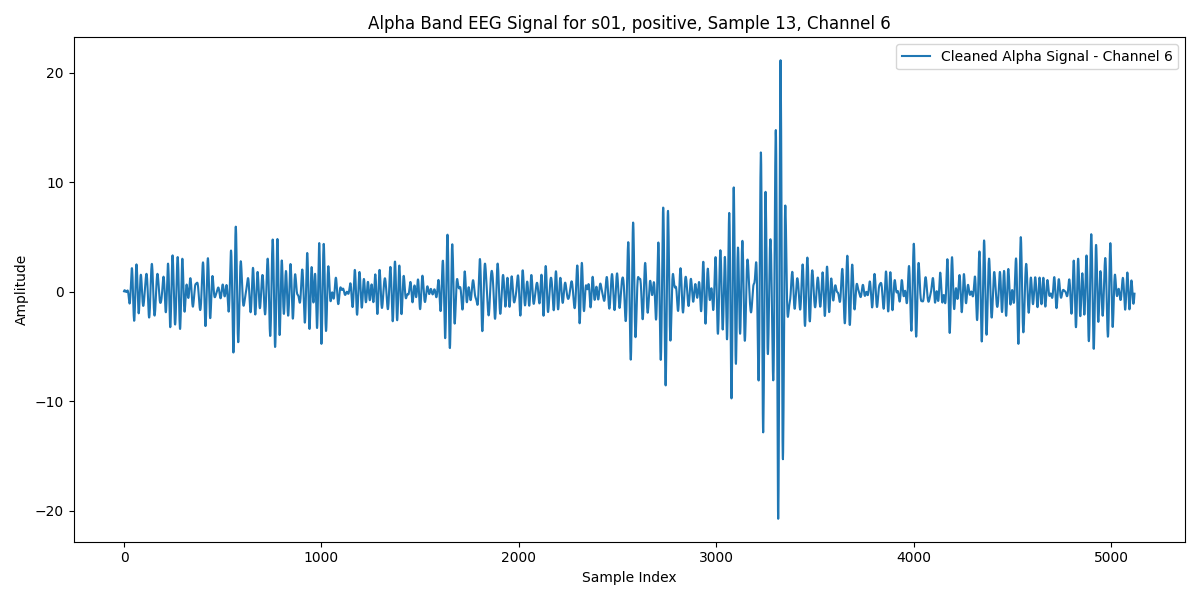 Alpha Band EEG Signal for s01, positive, Sample 13, Channel 6
Cleaned Alpha Signal - Channel 6
Amplitude
20
10
0
−10
−20
0 1000 2000 3000 4000 5000
Sample Index